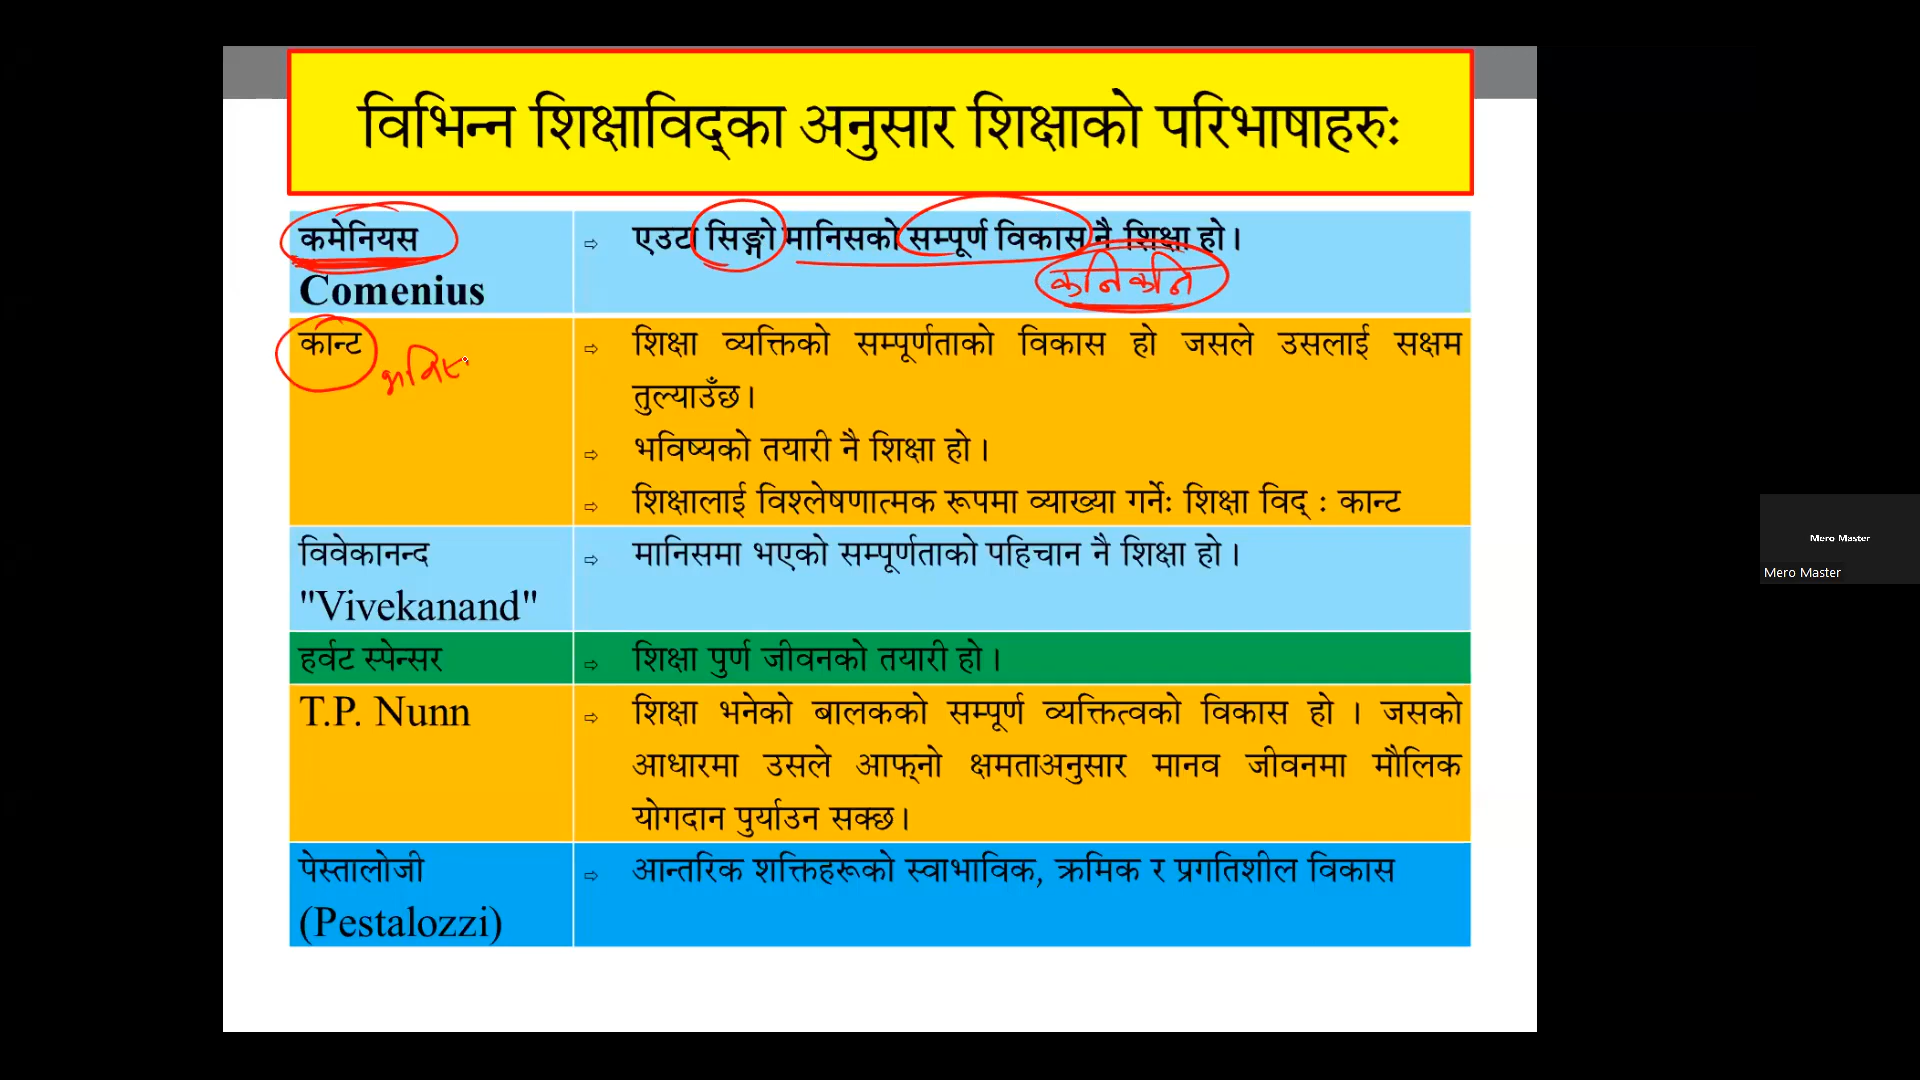 विभिन्न शिक्षाविद्का अनुसार शिक्षाको परिभाषाहरुः
कमेनियस
Comenius
⇨ एउटा सिङ्गो मानिसको सम्पूर्ण विकास नै शिक्षा हो।
कनिकनि
कान्ट
⇨ शिक्षा व्यक्तिको सम्पूर्णताको विकास हो जसले उसलाई सक्षम
तुल्याउँछ।
⇨ भविष्यको तयारी नै शिक्षा हो।
⇨ शिक्षालाई विश्लेषणात्मक रूपमा व्याख्या गर्नेः शिक्षा विद् : कान्ट
विवेकानन्द
"Vivekanand"
⇨ मानिसमा भएको सम्पूर्णताको पहिचान नै शिक्षा हो।
हर्वट स्पेन्सर
⇨ शिक्षा पुर्ण जीवनको तयारी हो।
T.P. Nunn
⇨ शिक्षा भनेको बालकको सम्पूर्ण व्यक्तित्वको विकास हो । जसको
आधारमा उसले आफ्‌नो क्षमताअनुसार मानव जीवनमा मौलिक
योगदान पुर्याउन सक्छ।
पेस्तालोजी
(Pestalozzi)
⇨ आन्तरिक शक्तिहरूको स्वाभाविक, क्रमिक र प्रगतिशील विकास
Mero Master
Mero Master